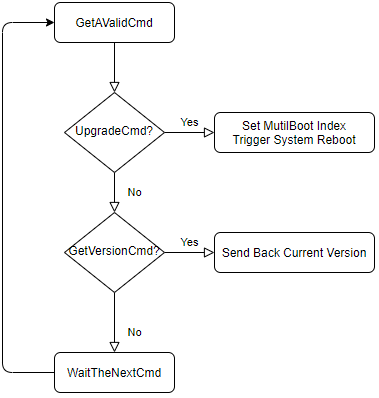 GetAValidCmd
UpgradeCmd?
Yes
Set MutilBoot Index
Trigger System Reboot
No
GetVersionCmd?
Yes
Send Back Current Version
No
WaitTheNextCmd